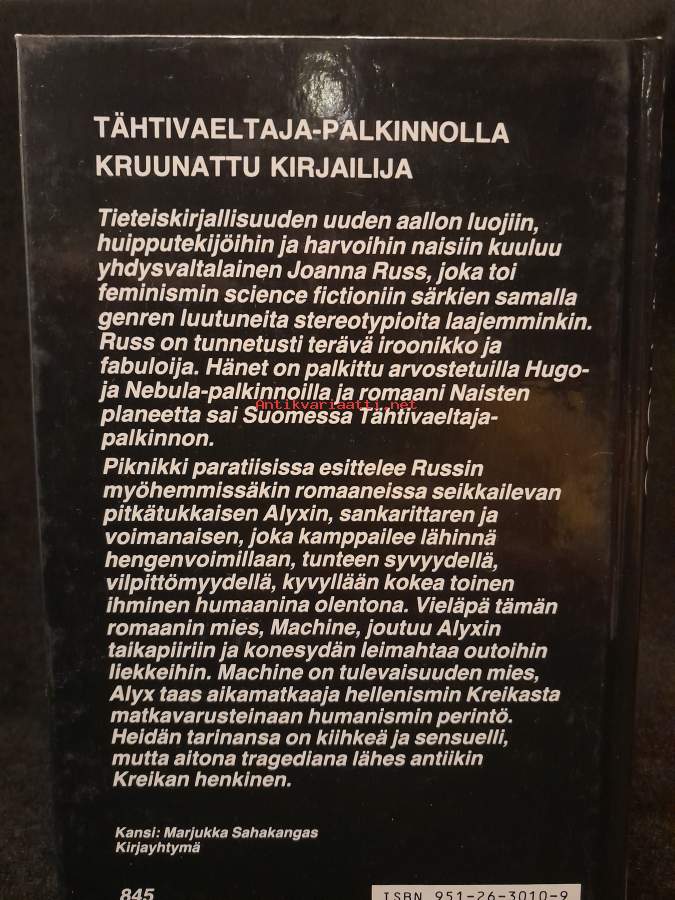 TÄHTIVAELTAJA-PALKINNOLLA
KRUUNATTU KIRJAILIJA
Tieteiskirjallisuuden uuden aallon luojiin,
huipputekijöihin ja harvoihin naisiin kuuluu
yhdysvaltalainen Joanna Russ, joka toi
feminismin science fictioniin särkien samalla
genren luutuneita stereotypioita laajemminkin.
Russ on tunnetusti terävä iroonikko ja
fabuloija. Hänet on palkittu arvostetuilla Hugo-
ja Nebula-palkinnoilla ja romaani Naisten
planeetta sai Suomessa Tähtivaeltaja-
palkinnon.
Antikvariaatti.net
Piknikki paratiisissa esittelee Russin
myöhemmissäkin romaaneissa seikkailevan
pitkätukkaisen Alyxin, sankarittaren ja
voimanaisen, joka kamppailee lähinnä
hengenvoimillaan, tunteen syvyydellä,
vilpittömyydellä, kyvyllään kokea toinen
ihminen humaanina olentona. Vieläpä tämän
romaanin mies, Machine, joutuu Alyxin
taikapiiriin ja konesydän leimahtaa outoihin
liekkeihin. Machine on tulevaisuuden mies,
Alyx taas aikamatkaaja hellenismin Kreikasta
matkavarusteinaan humanismin perintö.
Heidän tarinansa on kiihkeä ja sensuelli,
mutta aitona tragediana lähes antiikin
Kreikan henkinen.
Kansi: Marjukka Sahakangas
Kirjayhtymä
845
ISBN 951-26-3010-9